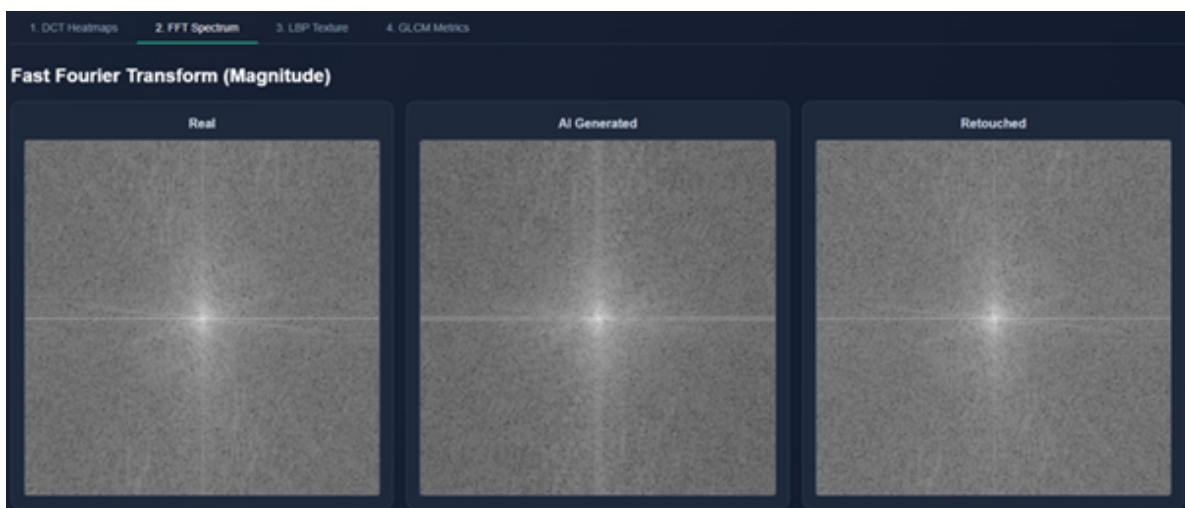 1. DCT Heatmaps 2. FFT Spectrum 3. LBP Texture 4. GLCM Metrics
Fast Fourier Transform (Magnitude)
Real AI Generated Retouched